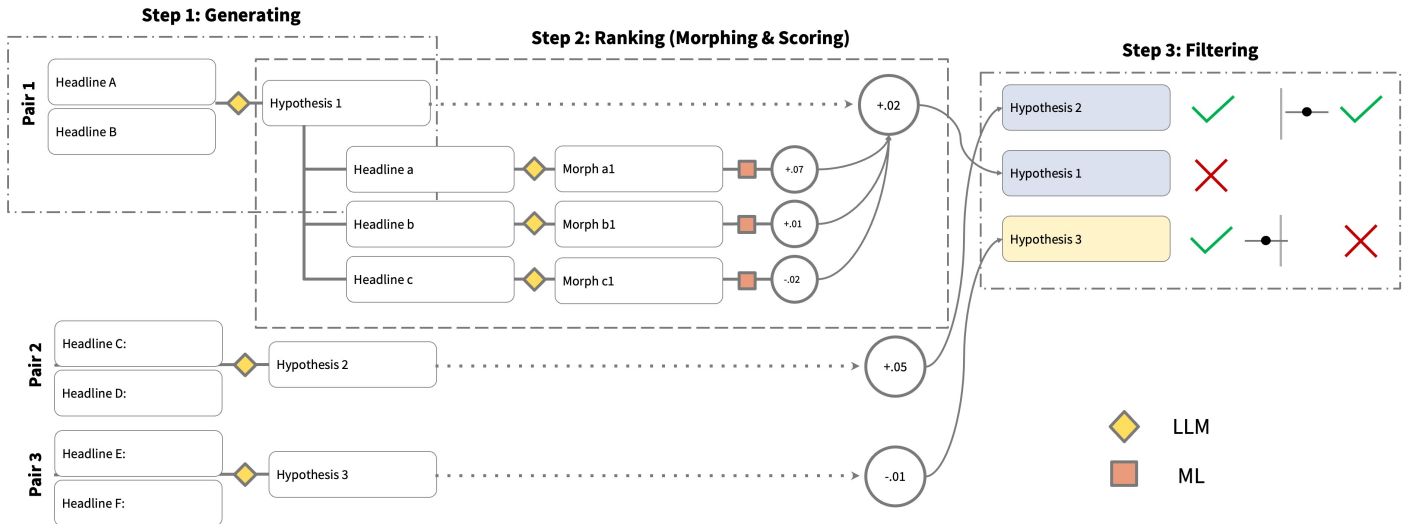 Step 1: Generating
Step 2: Ranking (Morphing & Scoring)
Step 3: Filtering
Pair 1
Headline A
Headline B
Hypothesis 1
+.02
Headline a
Morph a1
+.07
Headline b
Morph b1
+.01
Headline c
Morph c1
-.02
Pair 2
Headline C:
Headline D:
Hypothesis 2
+.05
Pair 3
Headline E:
Headline F:
Hypothesis 3
-.01
Hypothesis 2
Hypothesis 1
Hypothesis 3
LLM
ML